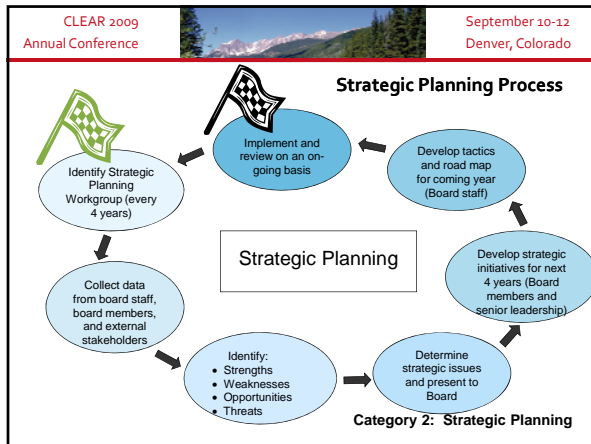 CLEAR 2009
Annual Conference
September 10-12
Denver, Colorado
Strategic Planning Process
Implement and
review on an on-
going basis
Develop tactics
and road map
for coming year
(Board staff)
Identify Strategic
Planning
Workgroup (every
4 years)
Strategic Planning
Develop strategic
initiatives for next
4 years (Board
members and
senior leadership)
Collect data
from board staff,
board members,
and external
stakeholders
Identify:
• Strengths
• Weaknesses
• Opportunities
• Threats
Determine
strategic issues
and present to
Board
Category 2: Strategic Planning